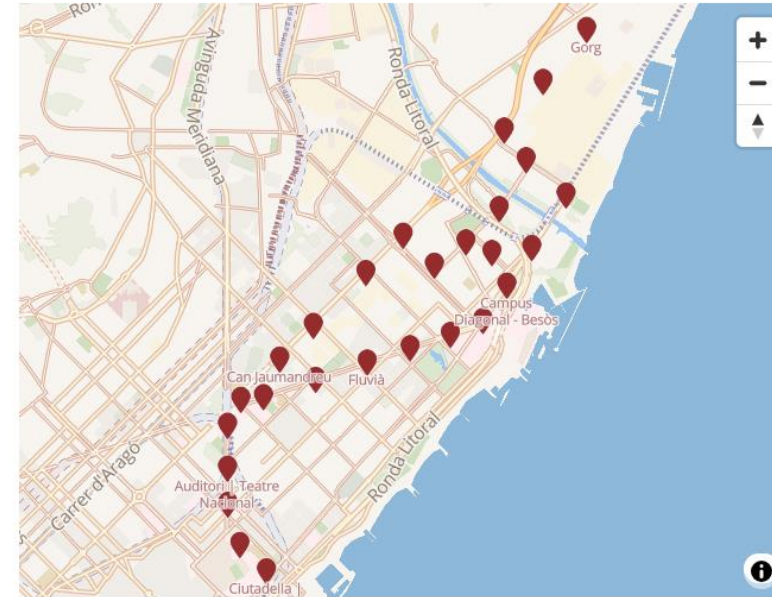 Ron
Gorg
Avinguda Meridiana
Ronda Litoral
Campus
Diagonal - Besòs
Can Jaumandreu
Fluvià
Ronda Litoral
Carrer d'Aragó
Auditori | Teatre
Nacional
Ciutadella |